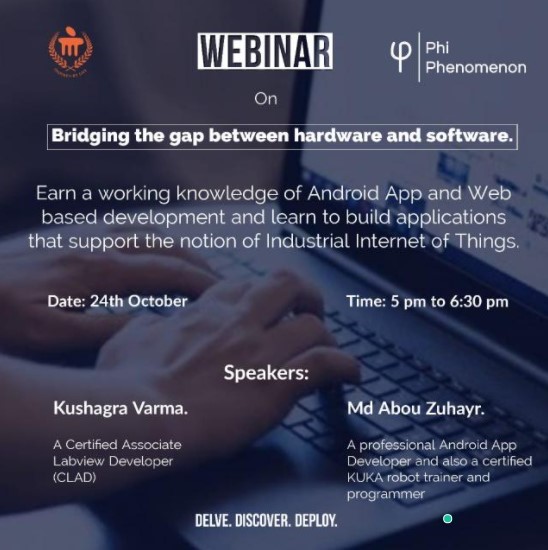 WEBINAR
φ Phi
Phenomenon
On
Bridging the gap between hardware and software.
Earn a working knowledge of Android App and Web
based development and learn to build applications
that support the notion of Industrial Internet of Things.
Date: 24th October
Time: 5 pm to 6:30 pm
Speakers:
Kushagra Varma.
A Certified Associate
Labview Developer
(CLAD)
Md Abou Zuhayr.
A professional Android App
Developer and also a certified
KUKA robot trainer and
programmer
DELVE. DISCOVER. DEPLOY.